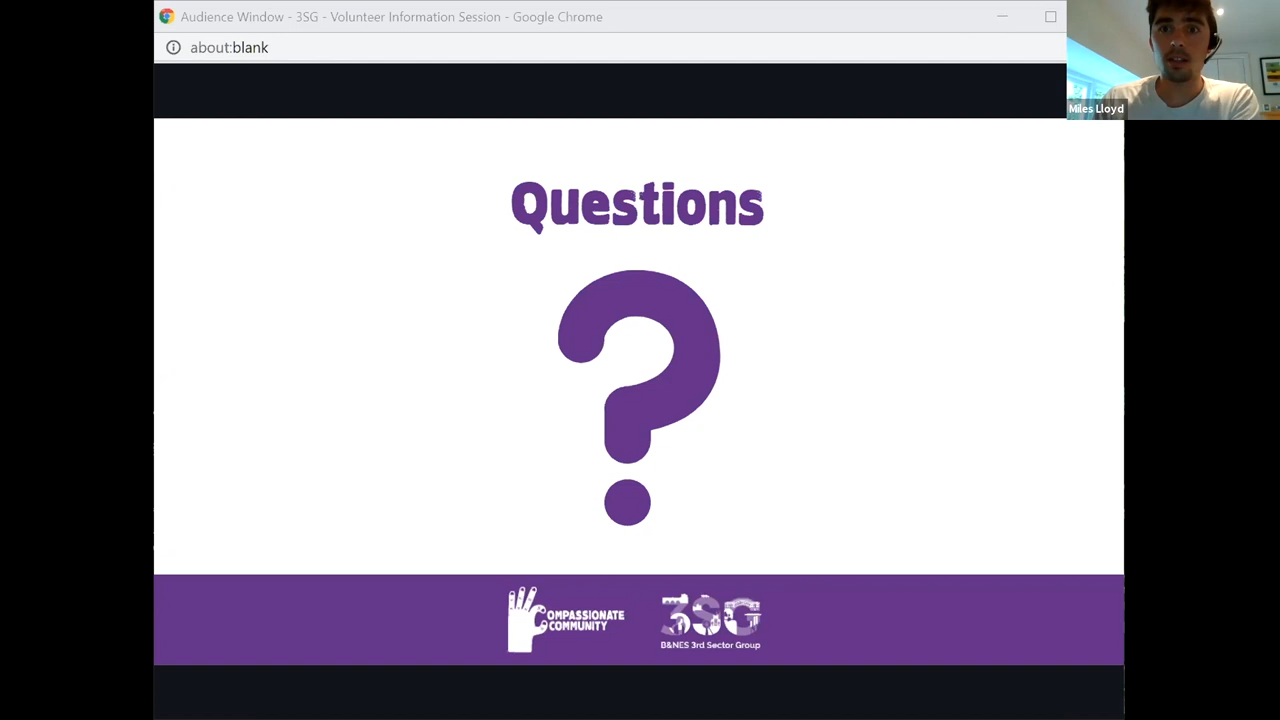 Audience Window - 3SG - Volunteer Information Session - Google Chrome
about:blank
Miles Lloyd
Questions
?
COMPASSIONATE
COMMUNITY
3SG
B&NES 3rd Sector Group